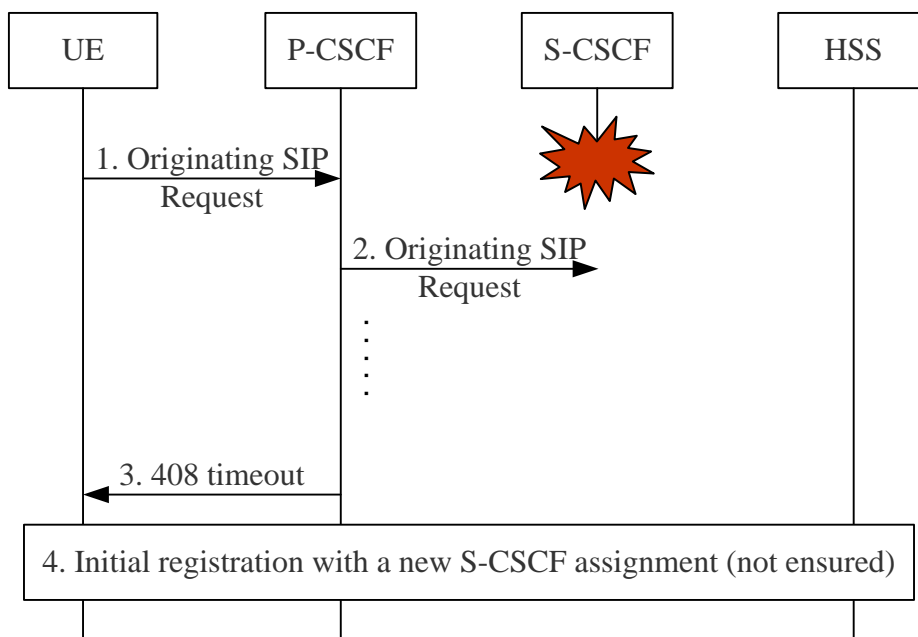 UE
P-CSCF
S-CSCF
HSS
1. Originating SIP
Request
2. Originating SIP
Request
3. 408 timeout
4. Initial registration with a new S-CSCF assignment (not ensured)